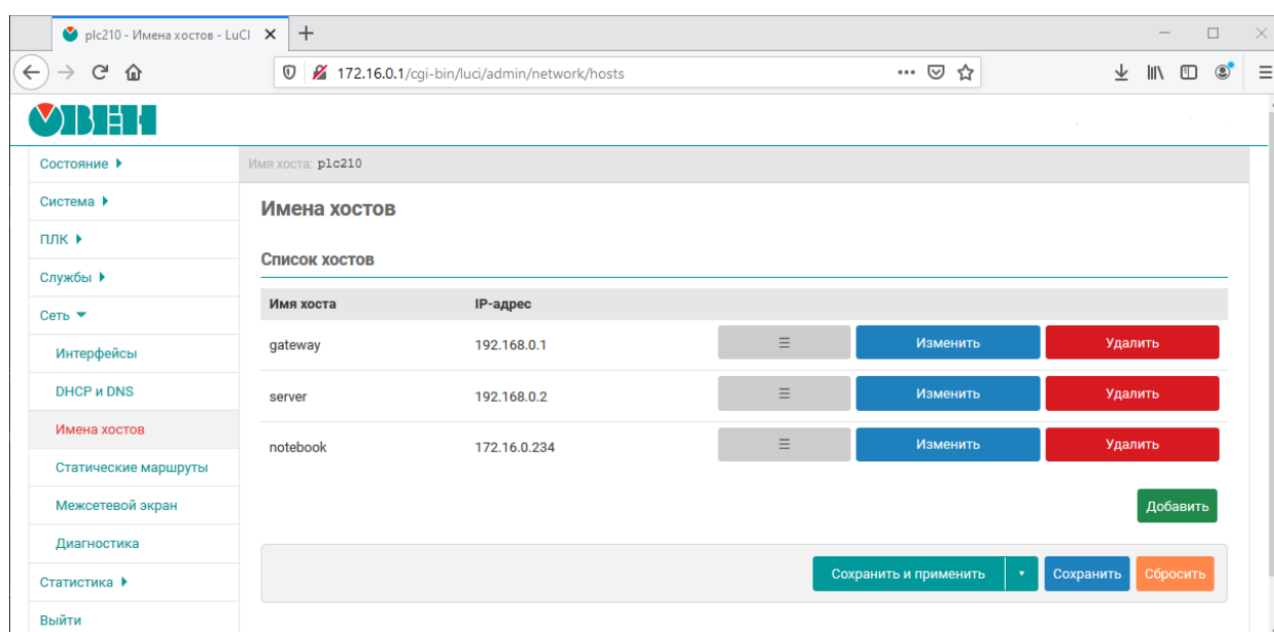 plc210 - Имена хостов - LuCI
172.16.0.1/cgi-bin/luci/admin/network/hosts
ОВЕН
Имя хоста: plc210
Состояние
Система
ПЛК
Службы
Сеть
Интерфейсы
DHCP и DNS
Имена хостов
Статические маршруты
Межсетевой экран
Диагностика
Статистика
Выйти
Имена хостов
Список хостов
Имя хоста IP-адрес
gateway 192.168.0.1 Изменить Удалить
server 192.168.0.2 Изменить Удалить
notebook 172.16.0.234 Изменить Удалить
Добавить
Сохранить и применить Сохранить Сбросить